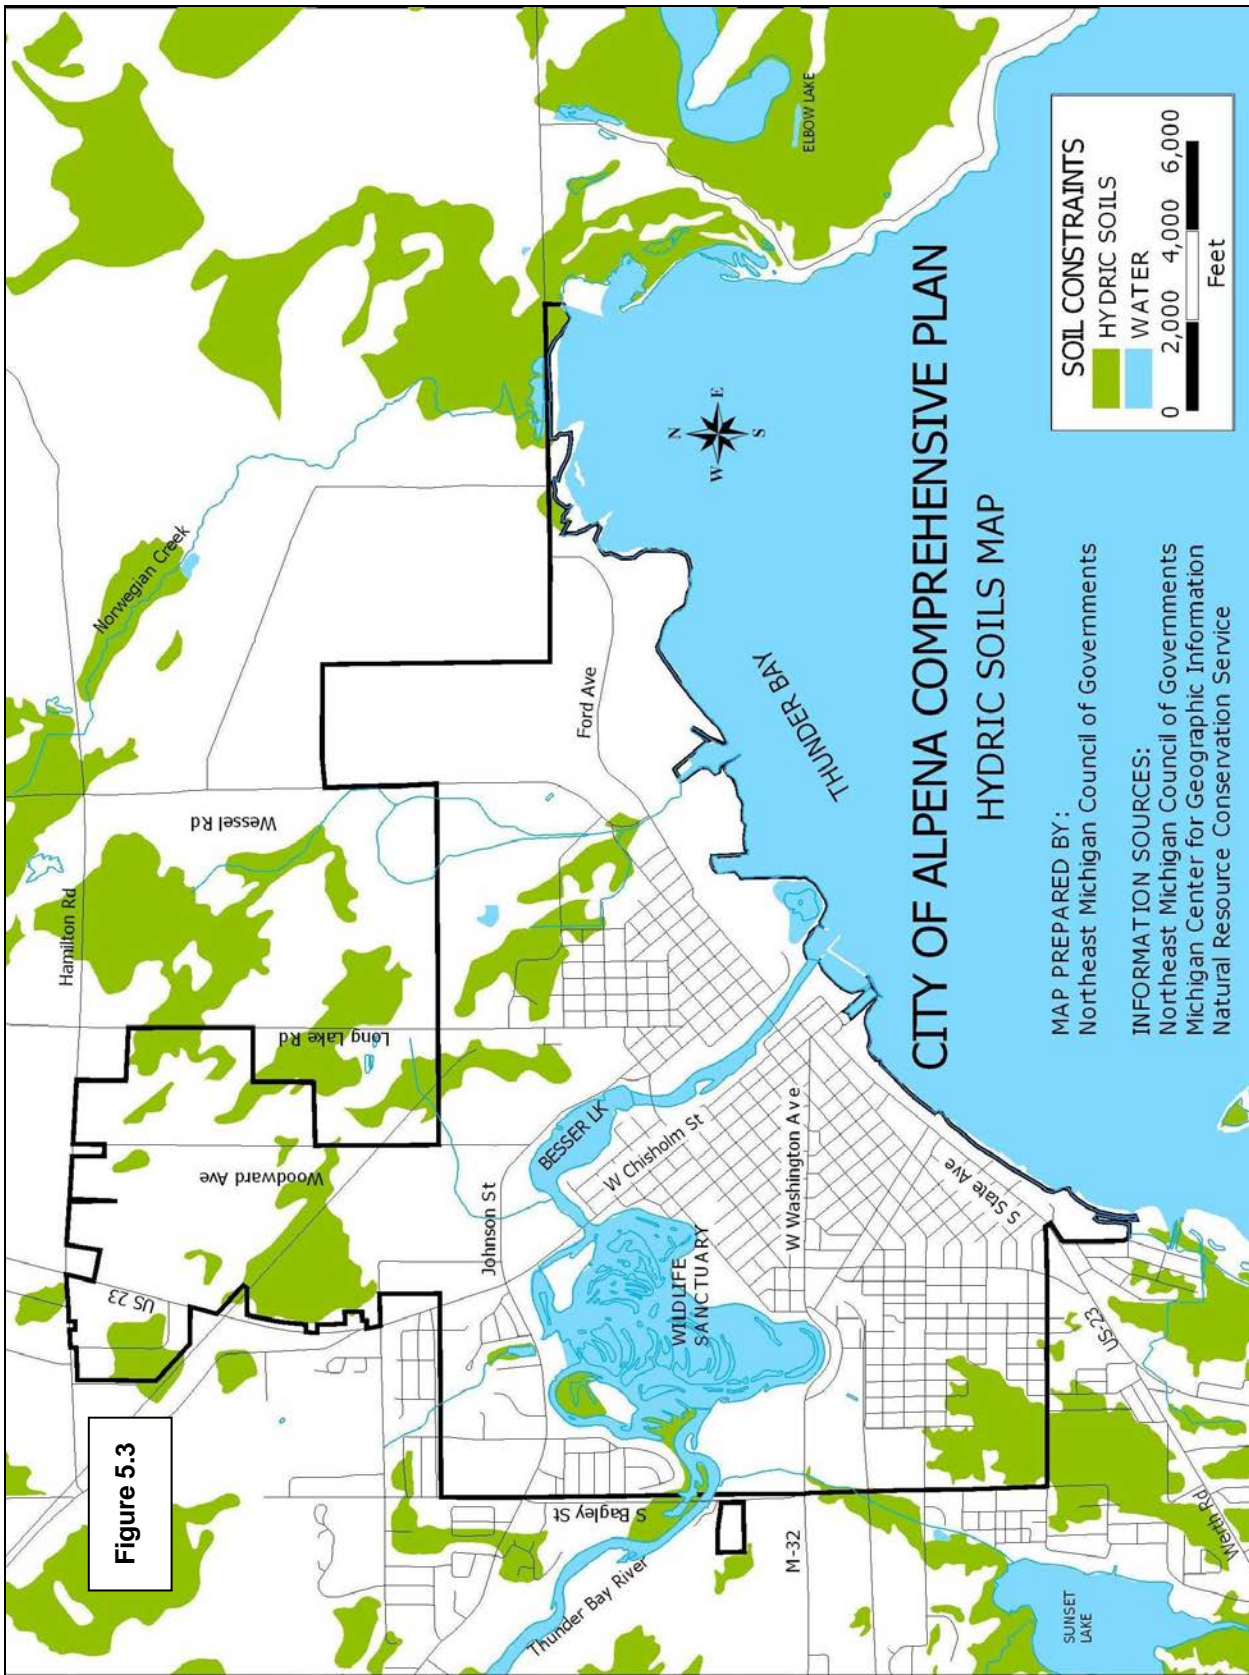 Figure 5.3
CITY OF ALPENA COMPREHENSIVE PLAN
HYDRIC SOILS MAP
MAP PREPARED BY:
Northeast Michigan Council of Governments
INFORMATION SOURCES:
Northeast Michigan Council of Governments
Michigan Center for Geographic Information
Natural Resource Conservation Service
SOIL CONSTRAINTS
HYDRIC SOILS
WATER
0 2,000 4,000 6,000
Feet
N
W E
S
Hamilton Rd
Norwegian Creek
Wessel Rd
Long Lake Rd
Woodward Ave
US 23
Johnson St
BESSER LK
W Chisholm St
Ford Ave
THUNDER BAY
ELBOW LAKE
WILDLIFE
SANCTUARY
W Washington Ave
S State Ave
S Bagley St
Thunder Bay River
M-32
US-23
Werth Rd
SUNSET
LAKE